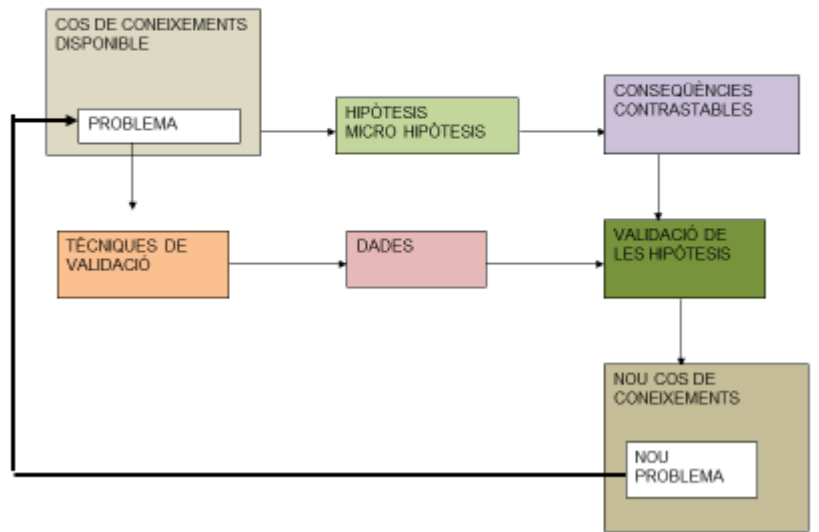 COS DE CONEIXEMENTS
DISPONIBLE
PROBLEMA
HIPÒTESIS
MICRO HIPÒTESIS
CONSEQÜÈNCIES
CONTRASTABLES
TÈCNIQUES DE
VALIDACIÓ
DADES
VALIDACIÓ DE
LES HIPÒTESIS
NOU COS DE
CONEIXEMENTS
NOU
PROBLEMA